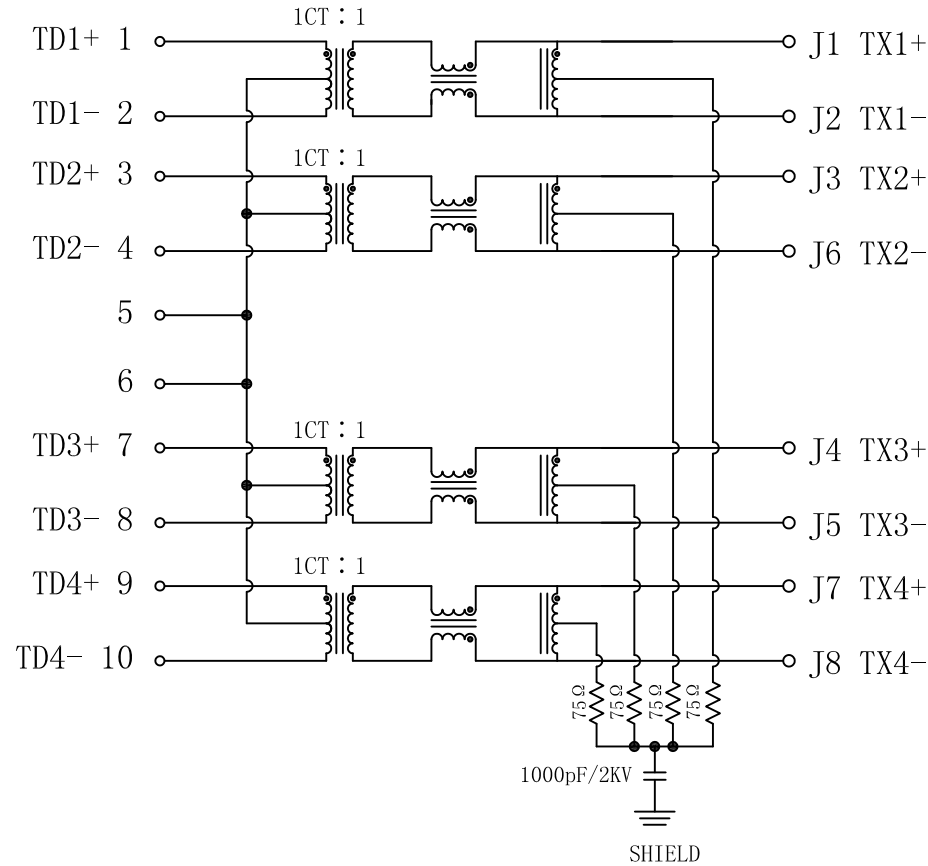 1CT：1
TD1+ 1
J1 TX1+
TD1- 2
J2 TX1-
1CT：1
TD2+ 3
J3 TX2+
TD2- 4
J6 TX2-
5
6
1CT：1
TD3+ 7
J4 TX3+
TD3- 8
J5 TX3-
1CT：1
TD4+ 9
J7 TX4+
TD4- 10
J8 TX4-
75Ω
75Ω
75Ω
75Ω
1000pF/2KV
SHIELD